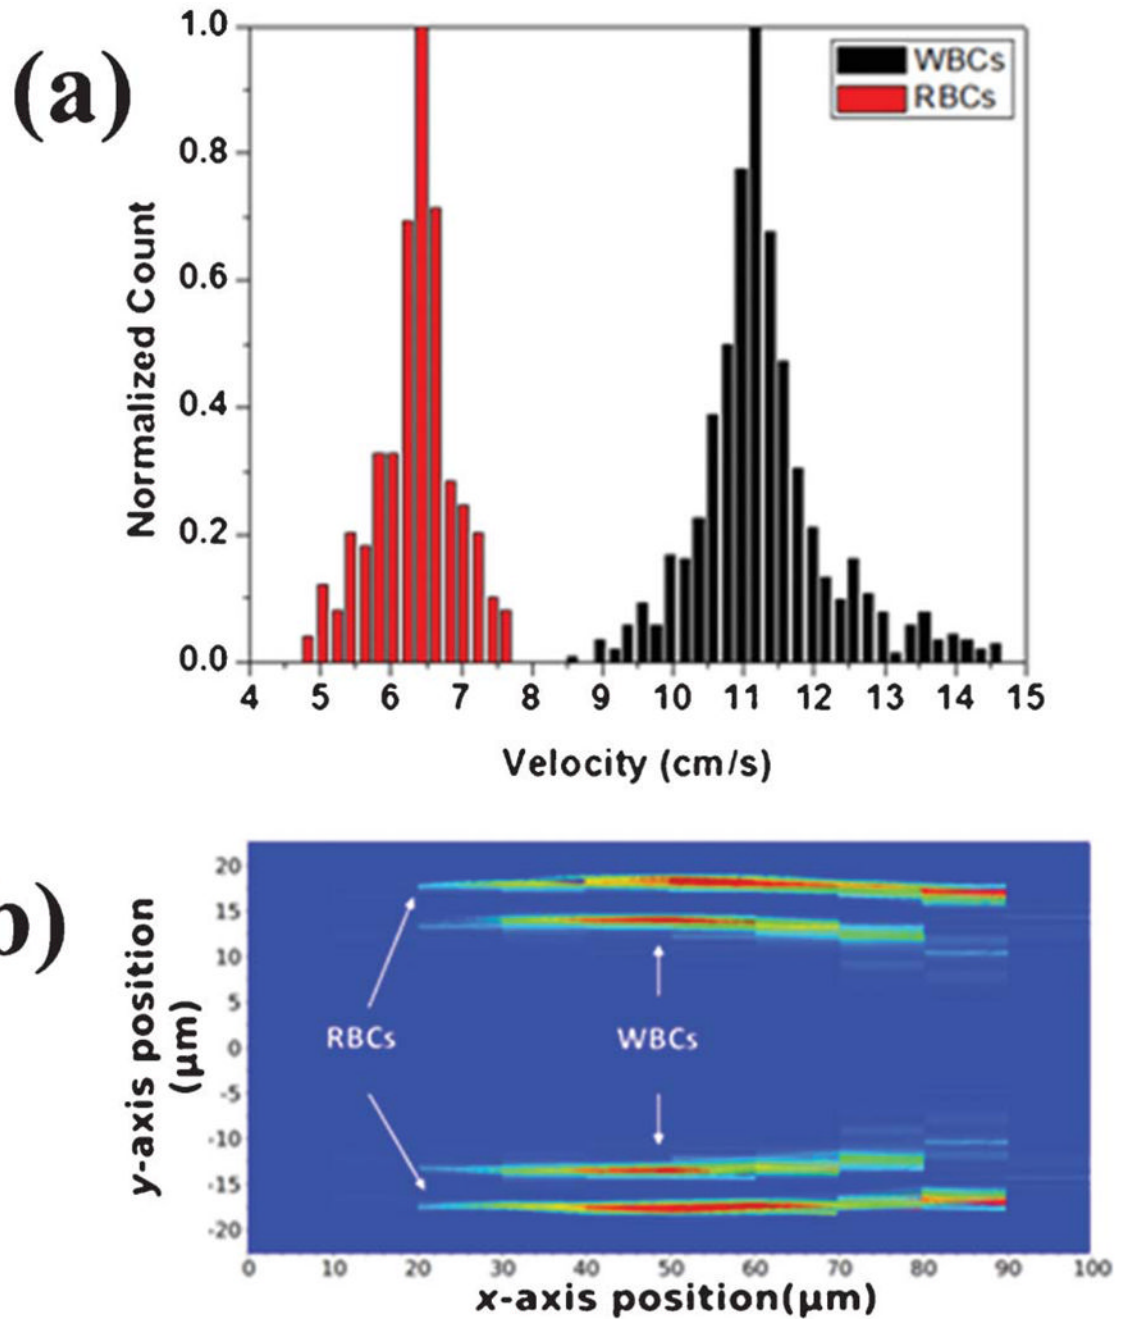 (a)
1.0
0.8
0.6
0.4
0.2
0.0
Normalized Count
WBCs
RBCs
4 5 6 7 8 9 10 11 12 13 14 15
Velocity (cm/s)
b)
20
15
10
5
0
-5
-10
-15
-20
y-axis position
(μm)
RBCs
WBCs
0 10 20 30 40 50 60 70 80 90 100
x-axis position(μm)